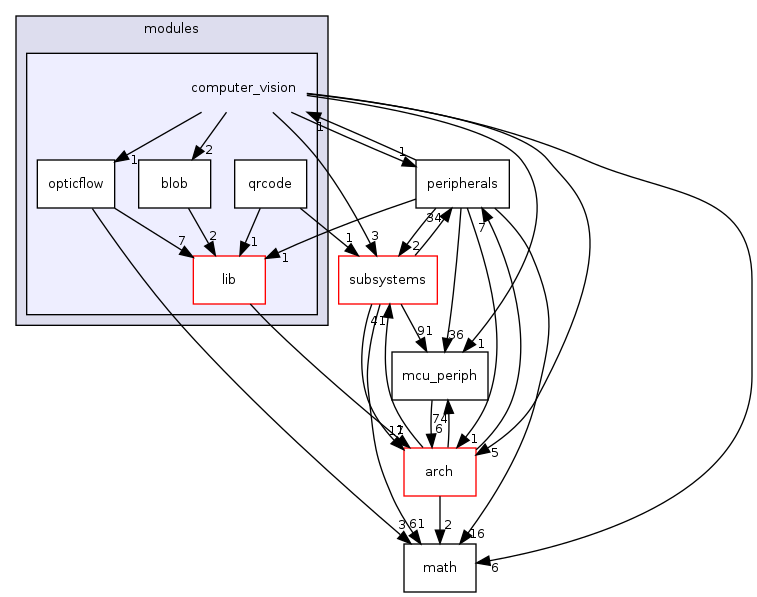 modules
computer_vision
1
1
1
2
opticflow
blob
qrcode
peripherals
34
7
7
2
1
1
3
2
1
lib
subsystems
41
91
36
1
mcu_periph
74
6
1
5
arch
3
61
2
16
math
6